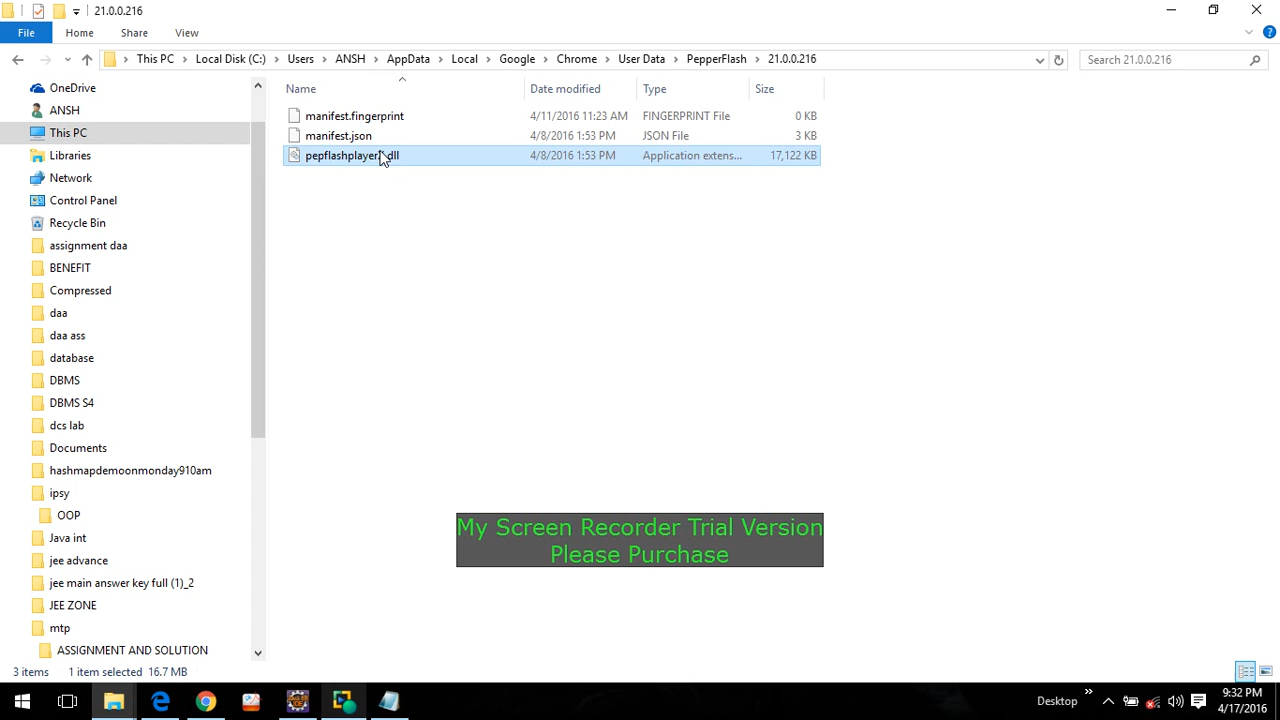 21.0.0.216
File
Home
Share
View
This PC
Local Disk (C:)
Users
ANSH
AppData
Local
Google
Chrome
User Data
PepperFlash
21.0.0.216
Search 21.0.0.216
OneDrive
ANSH
This PC
Libraries
Network
Control Panel
Recycle Bin
assignment daa
BENEFIT
Compressed
daa
daa ass
database
DBMS
DBMS S4
dcs lab
Documents
hashmapdemoonmonday910am
ipsy
OOP
Java int
jee advance
jee main answer key full (1)_2
JEE ZONE
mtp
ASSIGNMENT AND SOLUTION
Name Date modified Type Size
manifest.fingerprint 4/11/2016 11:23 AM FINGERPRINT File 0 KB
manifest.json 4/8/2016 1:53 PM JSON File 3 KB
4/8/2016 1:53 PM Application extens... 17,122 KB
My Screen Recorder Trial Version
Please Purchase
3 items 1 item selected 16.7 MB
Desktop
9:32 PM
4/17/2016